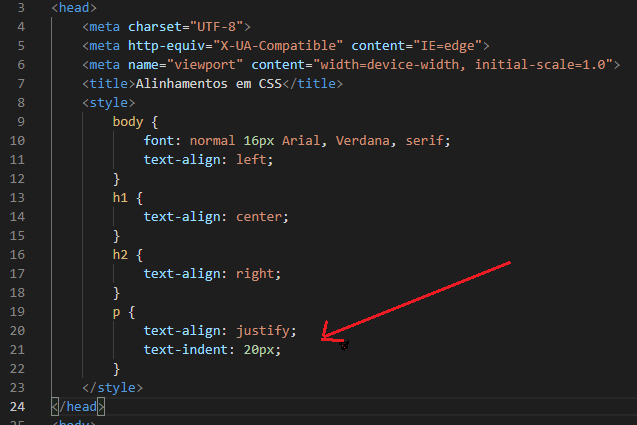 3 <head>
4 <meta charset="UTF-8">
5 <meta http-equiv="X-UA-Compatible" content="IE=edge">
6 <meta name="viewport" content="width=device-width, initial-scale=1.0">
7 <title>Alinhamentos em CSS</title>
8 <style>
9 body {
10 font: normal 16px Arial, Verdana, serif;
11 text-align: left;
12 }
13 h1 {
14 text-align: center;
15 }
16 h2 {
17 text-align: right;
18 }
19 p {
20 text-align: justify;
21 text-indent: 20px;
22 }
23 </style>
24 </head>
25 <body>